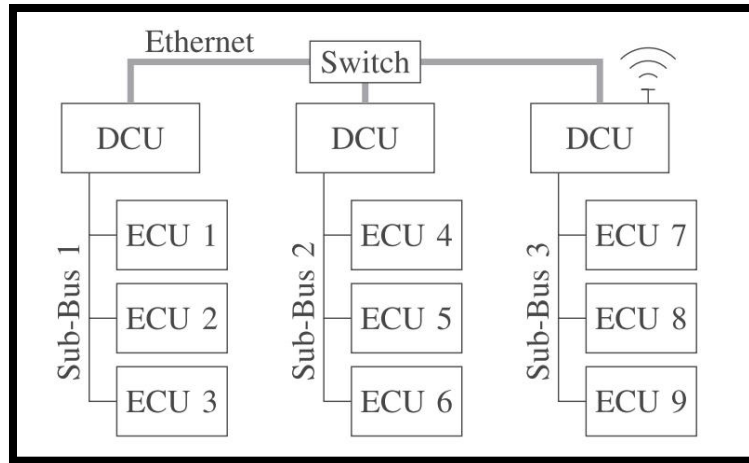 Ethernet
Switch
DCU
DCU
DCU
Sub-Bus 1
ECU 1
ECU 2
ECU 3
Sub-Bus 2
ECU 4
ECU 5
ECU 6
Sub-Bus 3
ECU 7
ECU 8
ECU 9